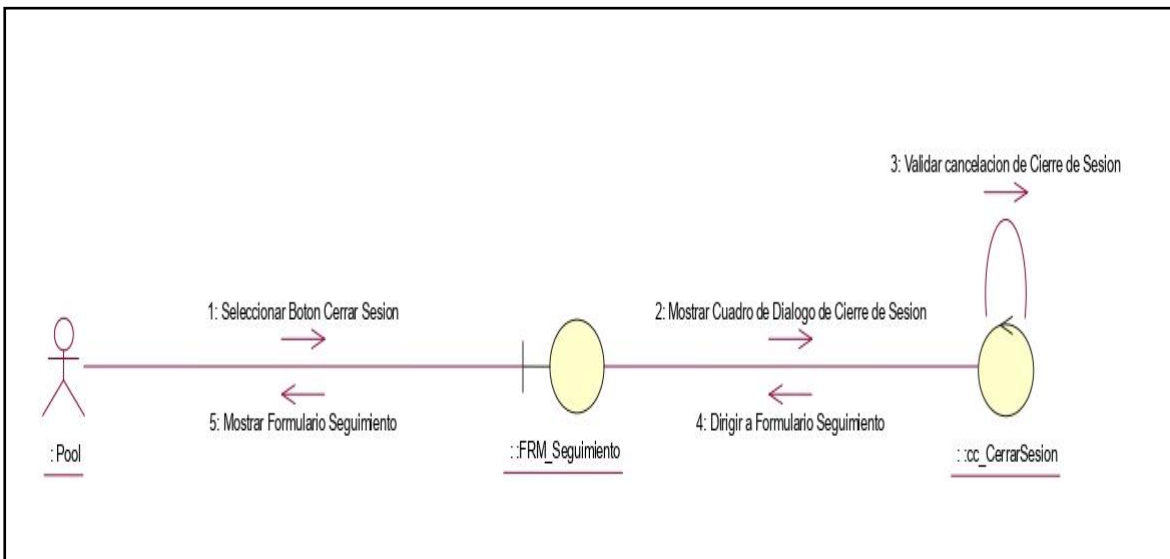 3: Validar cancelacion de Cierre de Sesion
1: Seleccionar Boton Cerrar Sesion
2: Mostrar Cuadro de Dialogo de Cierre de Sesion
5: Mostrar Formulario Seguimiento
4: Dirigir a Formulario Seguimiento
: Pool
: :FRM_Seguimiento
: :cc_CerrarSesion